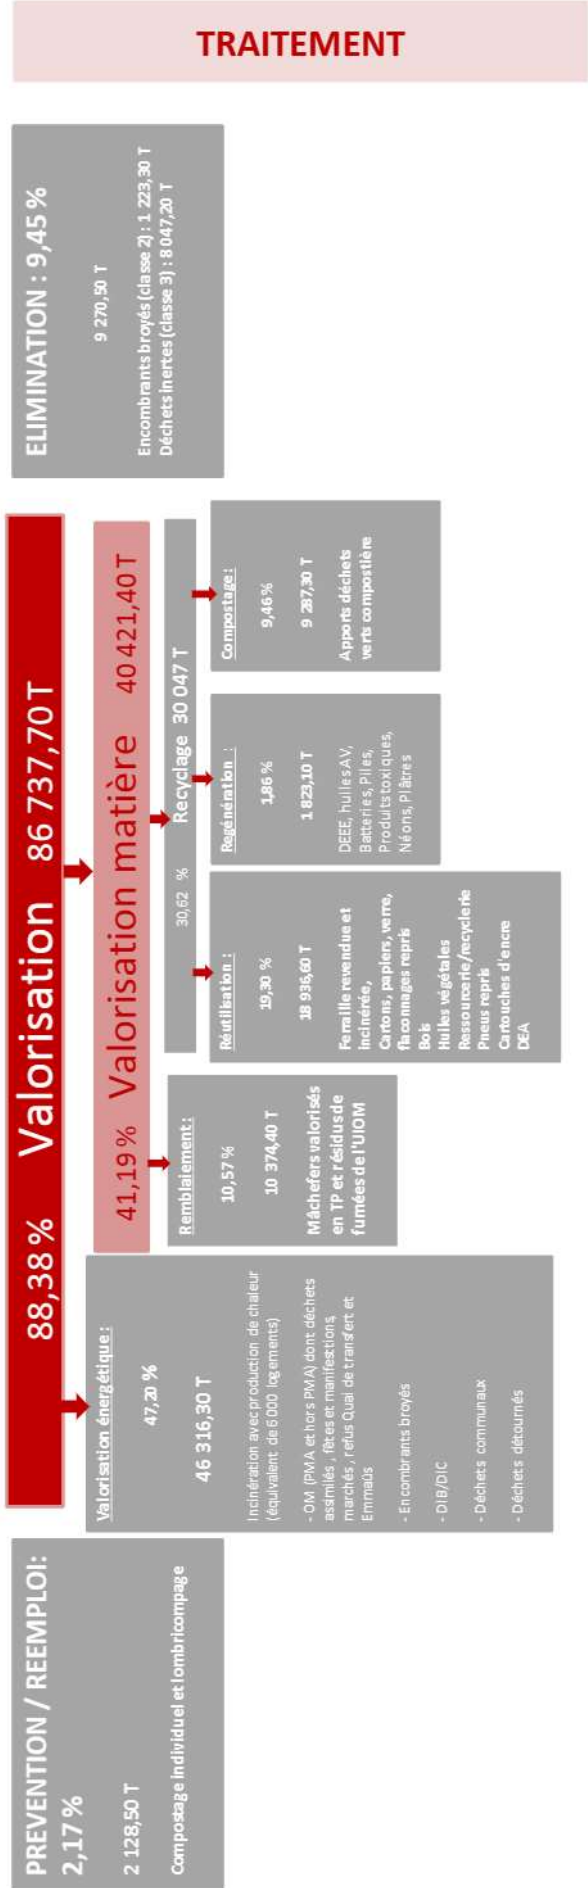 TRAITEMENT
PREVENTION / REEMPLOI:
2,17 %
2 128,50 T
Compostage individuel et lombricompage
88,38 % Valorisation 86 737,70 T
Valorisation énergétique :
47,20 %
46 316,30 T
Incinération avec production de chaleur
(équivalent de 6 000 logements)
- OM (PMA et hors PMA) dont déchets
assimilés , fêtes et manifesttions,
marchés , refus Quai de transfert et
Emmaüs
- Encombrants broyés
- DIB/DIC
- Déchets communaux
- Déchets détournés
41,19 % Valorisation matière 40 421,40 T
Remblaiement :
10,57 %
10 374,40 T
Mâchefers valorisés
en TP et résidus de
fumées de l'UIOM
30,62 % Recyclage 30 047 T
Réutilisation :
19,30 %
18 936,60 T
Ferraille revendue et
incinérée,
Cartons, papiers, verre,
flaconnages repris
Bois
Huiles végétales
Ressourcerie/recyclerie
Pneus repris
Cartouches d'encre
DEA
Regénération :
1,86 %
1 823,10 T
DEEE, huiles AV,
Batteries, Piles,
Produits toxiques,
Néons, Plâtres
Compostage :
9,46 %
9 287,30 T
Apports déchets
verts compostière
ELIMINATION : 9,45 %
9 270,50 T
Encombrants broyés (classe 2) : 1 223,30 T
Déchets inertes (classe 3) : 8 047,20 T